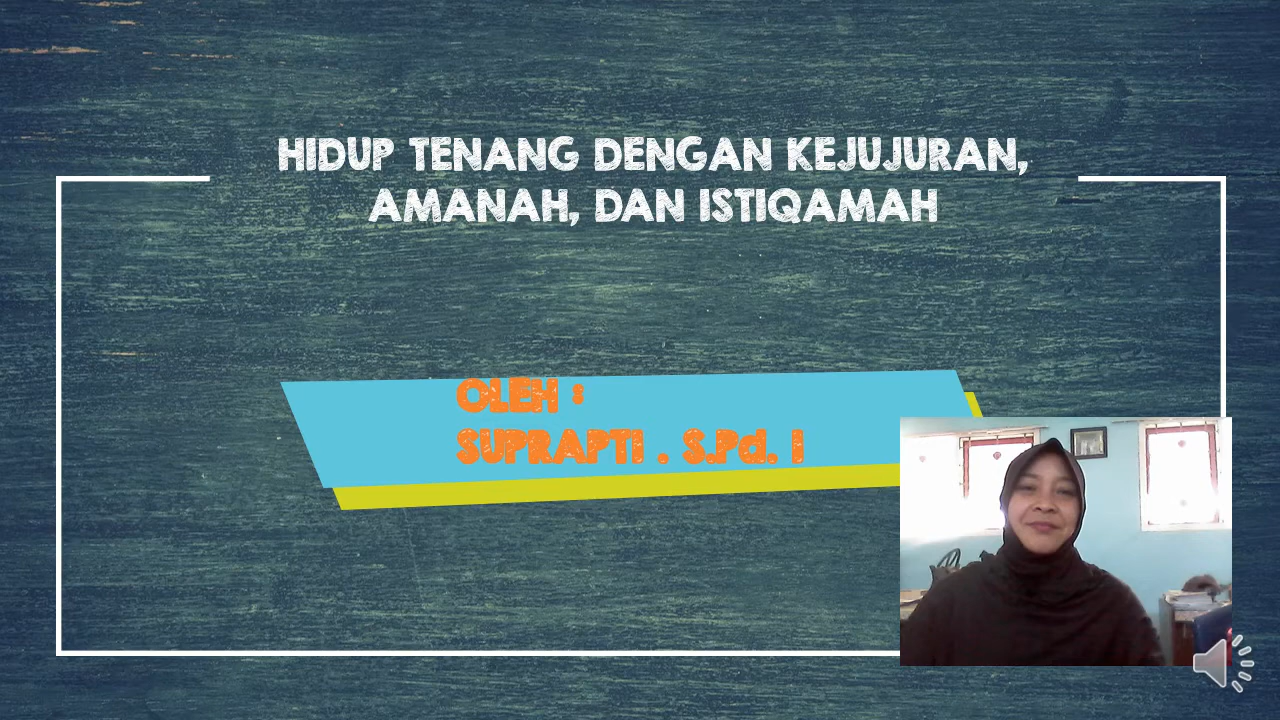 HIDUP TENANG DENGAN KEJUJURAN,
AMANAH, DAN ISTIQAMAH
OLEH :
SUPRAPTI . S.Pd. I